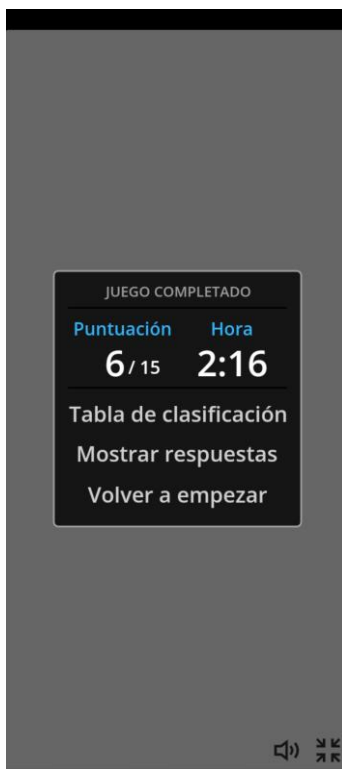 JUEGO COMPLETADO
Puntuación Hora
6 / 15 2:16
Tabla de clasificación
Mostrar respuestas
Volver a empezar